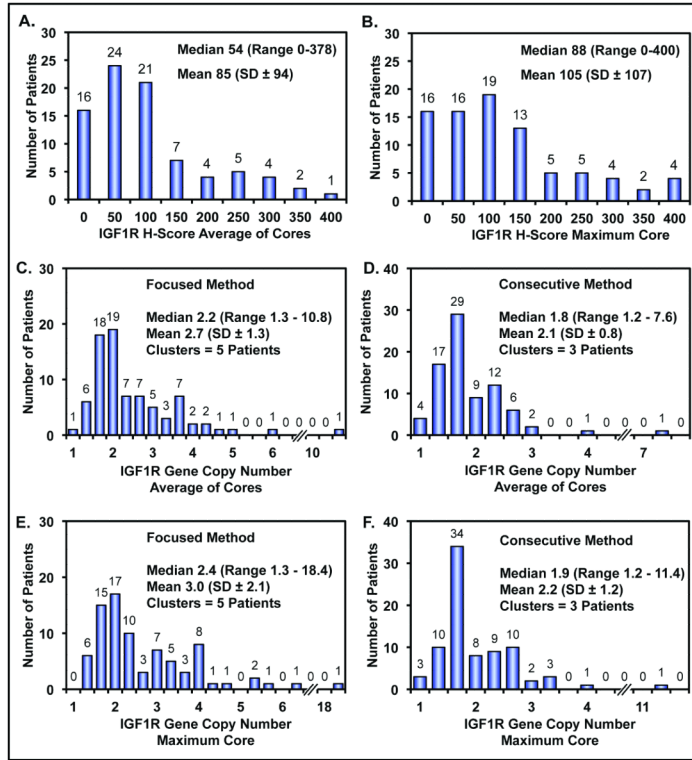 A.
Median 54 (Range 0-378)
Mean 85 (SD ± 94)
Number of Patients
30
25
20
15
10
5
0
16 24 21 7 4 5 4 2 1
0 50 100 150 200 250 300 350 400
IGF1R H-Score Average of Cores
B.
Median 88 (Range 0-400)
Mean 105 (SD ± 107)
Number of Patients
30
25
20
15
10
5
0
16 16 19 13 5 5 4 2 4
0 50 100 150 200 250 300 350 400
IGF1R H-Score Maximum Core
C.
Focused Method
Median 2.2 (Range 1.3 - 10.8)
Mean 2.7 (SD ± 1.3)
Clusters = 5 Patients
Number of Patients
30
20
10
0
1 6 18 19 7 7 5 3 7 2 2 1 1 0 0 1 0 0 0 1
1 2 3 4 5 6 10
IGF1R Gene Copy Number
Average of Cores
D.
Consecutive Method
Median 1.8 (Range 1.2 - 7.6)
Mean 2.1 (SD ± 0.8)
Clusters = 3 Patients
Number of Patients
40
30
20
10
0
4 17 29 9 12 6 2 0 0 1 0 0 0 1 0
1 2 3 4 7
IGF1R Gene Copy Number
Average of Cores
E.
Focused Method
Median 2.4 (Range 1.3 - 18.4)
Mean 3.0 (SD ± 2.1)
Clusters = 5 Patients
Number of Patients
30
20
10
0
0 6 15 17 10 3 7 5 3 8 1 1 0 2 1 0 1 0 0 1
1 2 3 4 5 6 18
IGF1R Gene Copy Number
Maximum Core
F.
Consecutive Method
Median 1.9 (Range 1.2 - 11.4)
Mean 2.2 (SD ± 1.2)
Clusters = 3 Patients
Number of Patients
40
30
20
10
0
3 10 34 8 9 10 2 3 0 1 0 0 0 1 0
1 2 3 4 11
IGF1R Gene Copy Number
Maximum Core